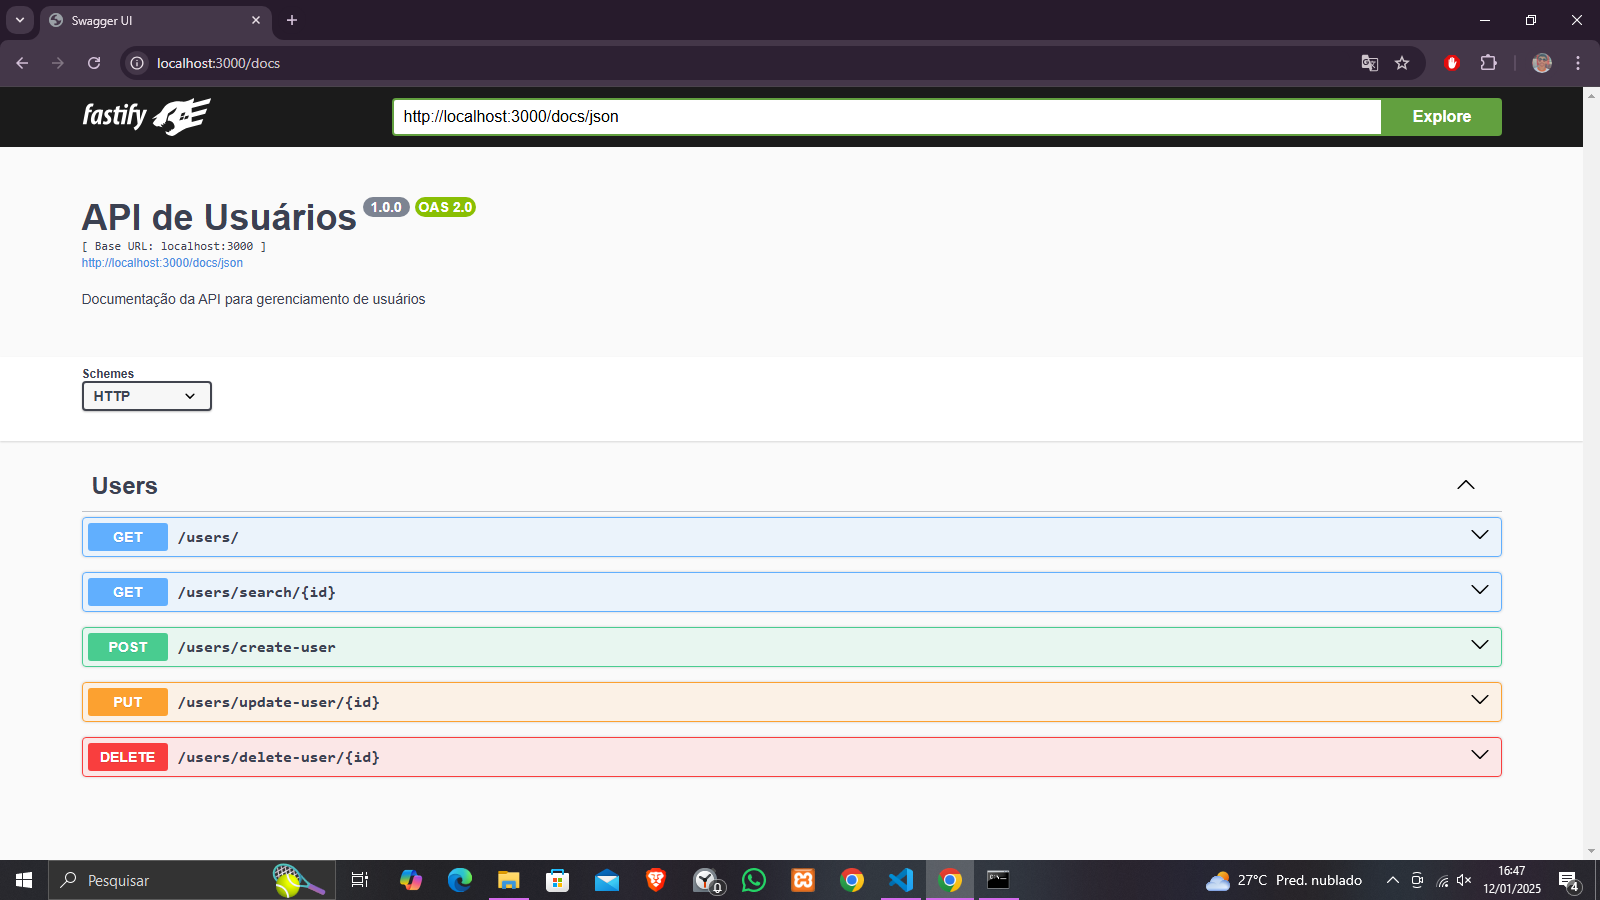 Swagger UI
localhost:3000/docs
fastify
http://localhost:3000/docs/json
Explore
API de Usuários 1.0.0 OAS 2.0
[ Base URL: localhost:3000 ]
http://localhost:3000/docs/json
Documentação da API para gerenciamento de usuários
Schemes
HTTP
Users
GET /users/
GET /users/search/{id}
POST /users/create-user
PUT /users/update-user/{id}
DELETE /users/delete-user/{id}
Pesquisar
27°C Pred. nublado
16:47
12/01/2025
4